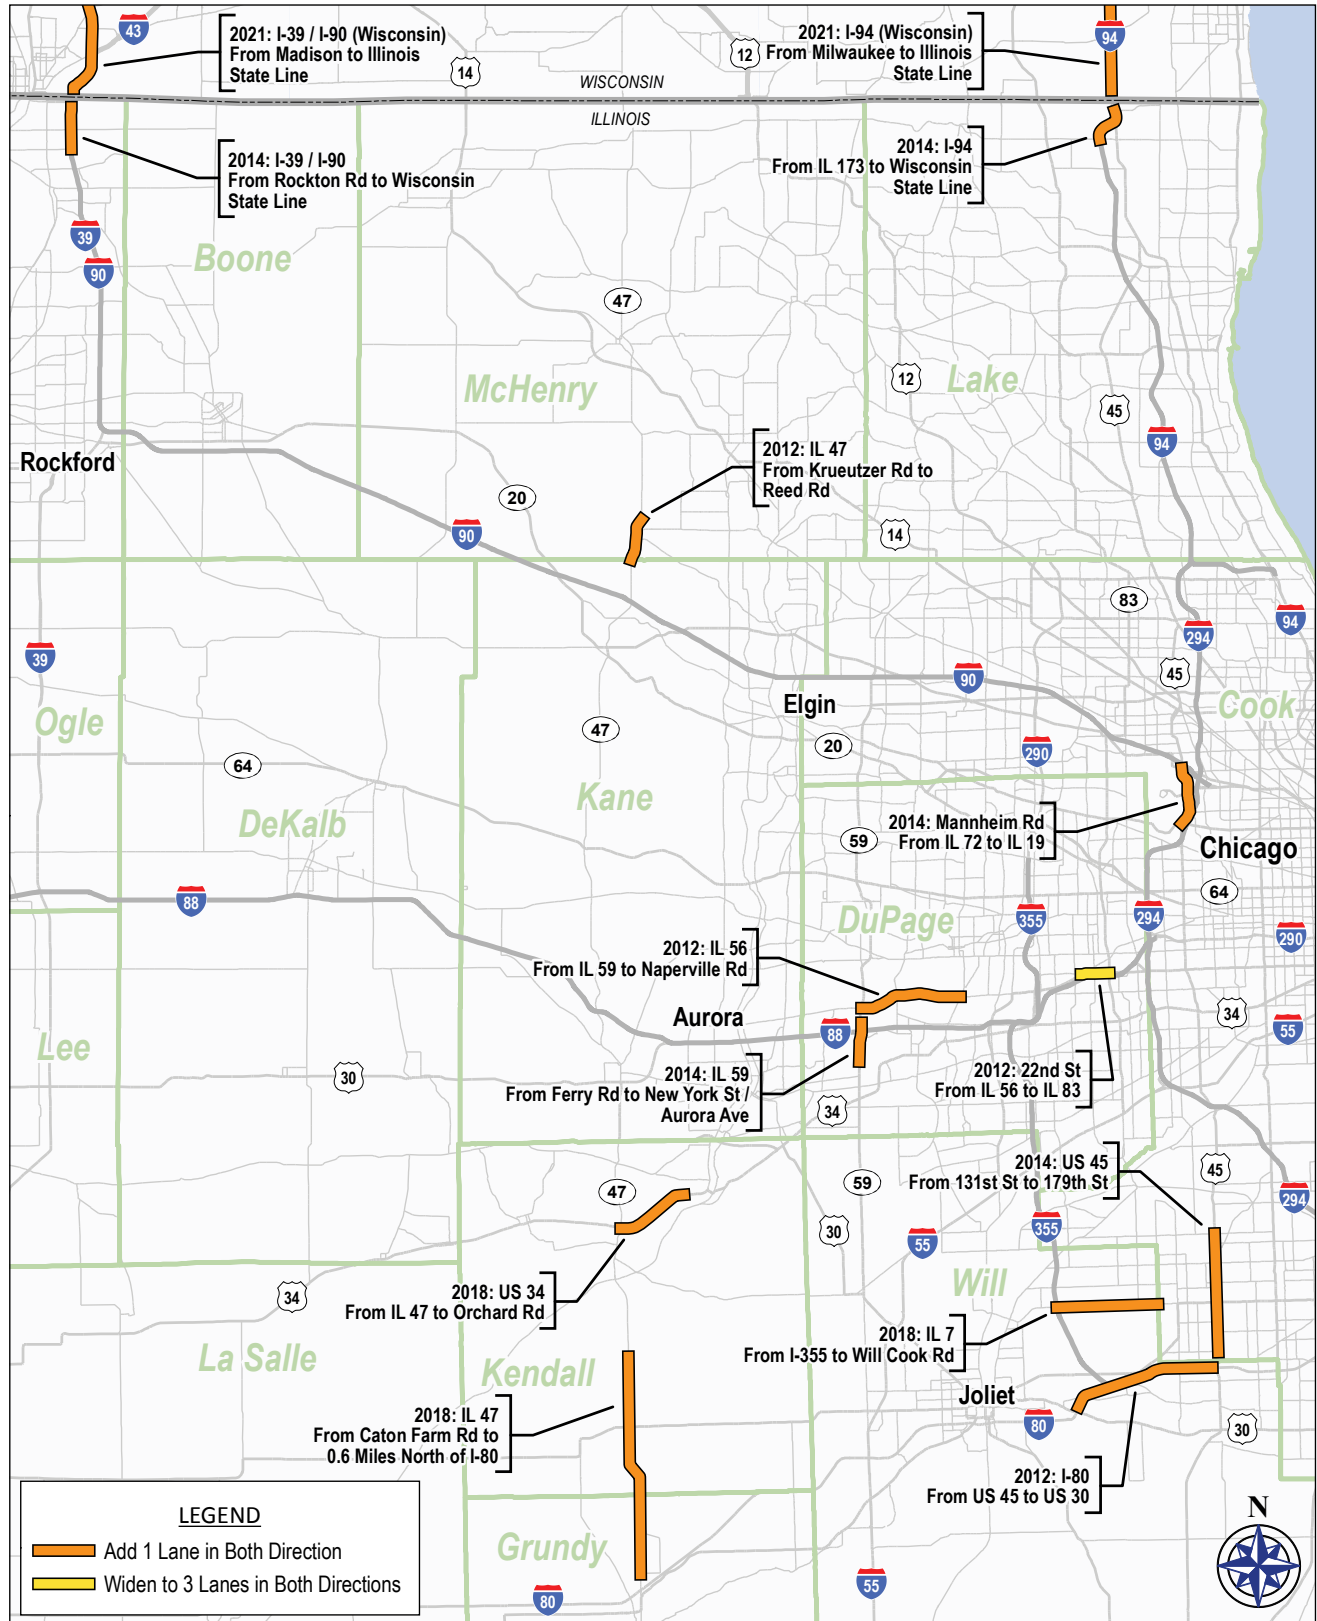 43
2021: I-39 / I-90 (Wisconsin)
From Madison to Illinois
State Line
14
12
2021: I-94 (Wisconsin)
From Milwaukee to Illinois
State Line
94
WISCONSIN
ILLINOIS
2014: I-39 / I-90
From Rockton Rd to Wisconsin
State Line
2014: I-94
From IL 173 to Wisconsin
State Line
39
90
Boone
47
McHenry
12
Lake
45
94
Rockford
2012: IL 47
From Krueutzer Rd to
Reed Rd
20
90
14
83
94
294
39
45
90
Elgin
Cook
Ogle
47
20
290
64
Kane
DeKalb
2014: Mannheim Rd
From IL 72 to IL 19
59
Chicago
64
88
DuPage
355
294
290
2012: IL 56
From IL 59 to Naperville Rd
Aurora
88
34
55
Lee
30
2014: IL 59
From Ferry Rd to New York St /
Aurora Ave
2012: 22nd St
From IL 56 to IL 83
34
2014: US 45
From 131st St to 179th St
45
47
59
294
30
55
355
34
2018: US 34
From IL 47 to Orchard Rd
Will
2018: IL 7
From I-355 to Will Cook Rd
La Salle
Kendall
Joliet
2018: IL 47
From Caton Farm Rd to
0.6 Miles North of I-80
80
30
2012: I-80
From US 45 to US 30
N
LEGEND
Add 1 Lane in Both Direction
Widen to 3 Lanes in Both Directions
Grundy
80
55